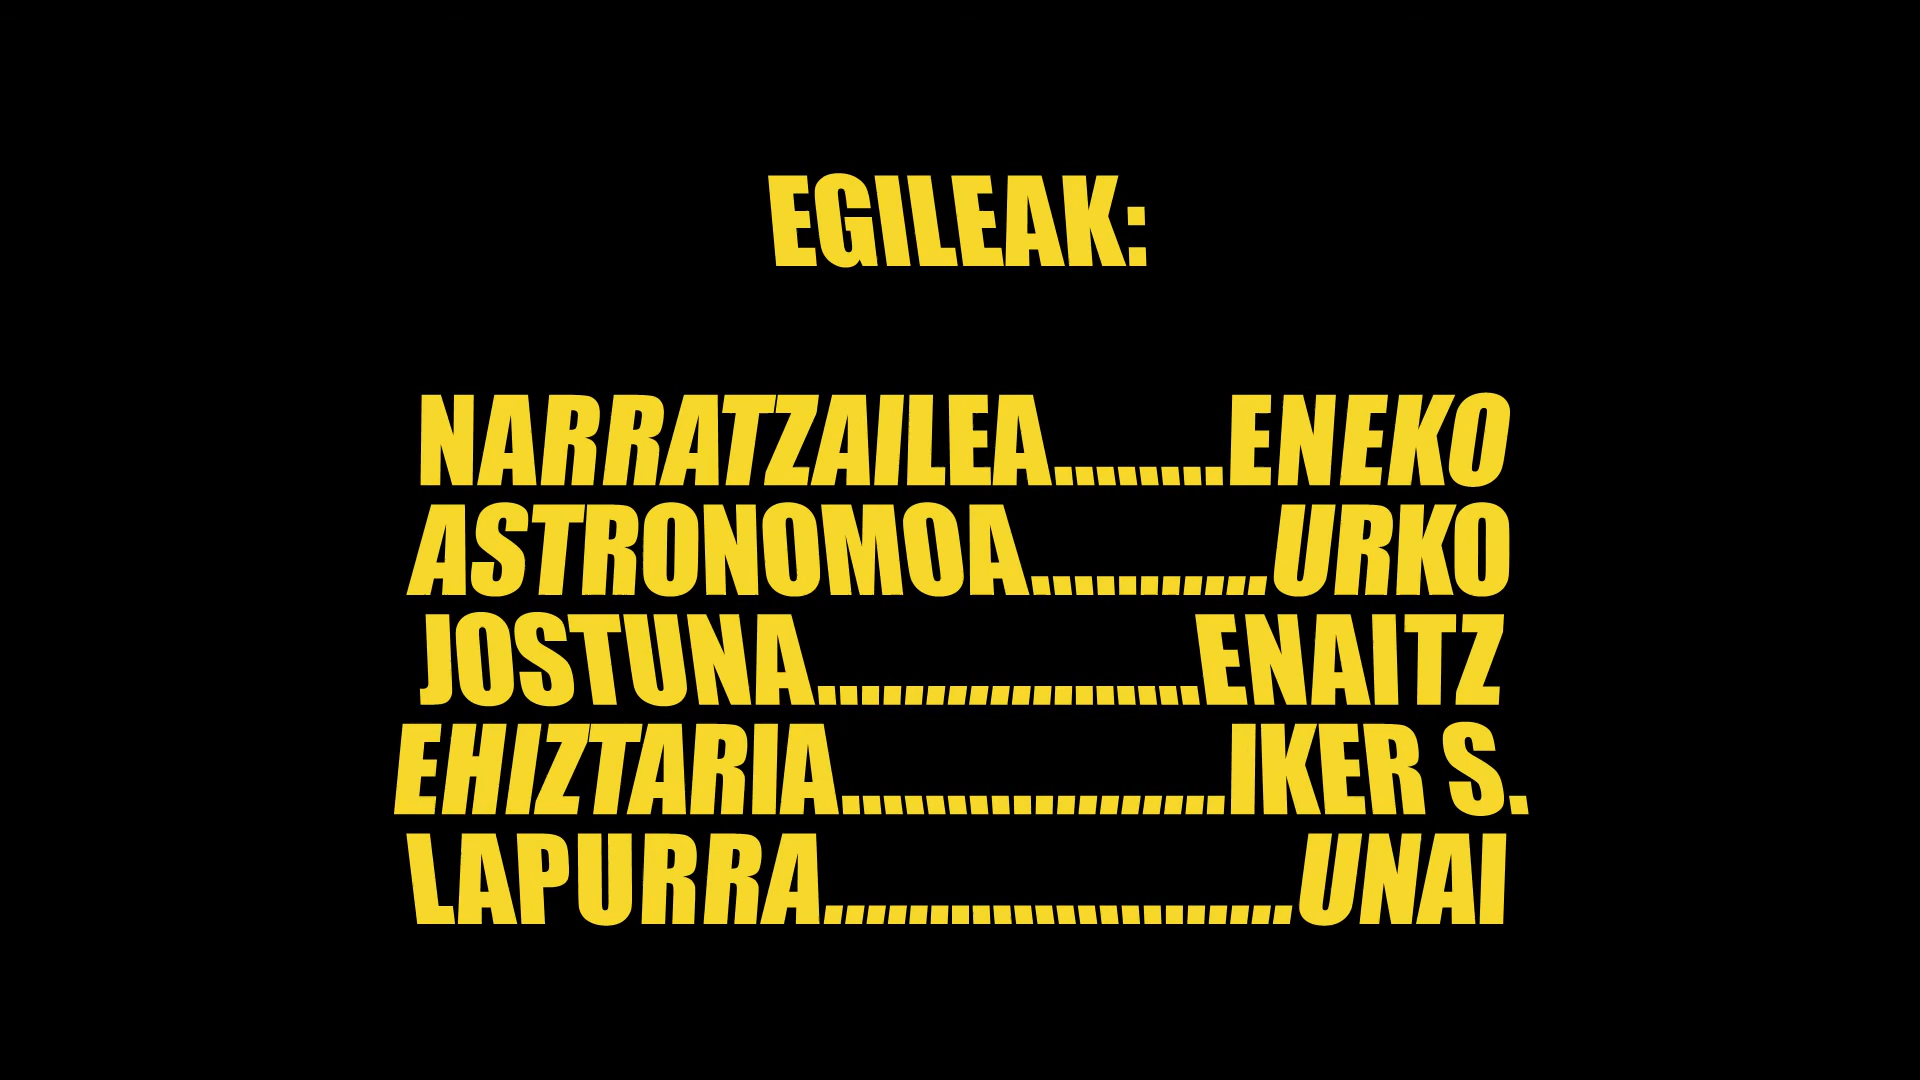 EGILEAK:
NARRATZAILEA........ENEKO
ASTRONOMOA...........URKO
JOSTUNA..................ENAITZ
EHIZTARIA..................IKER S.
LAPURRA......................UNAI